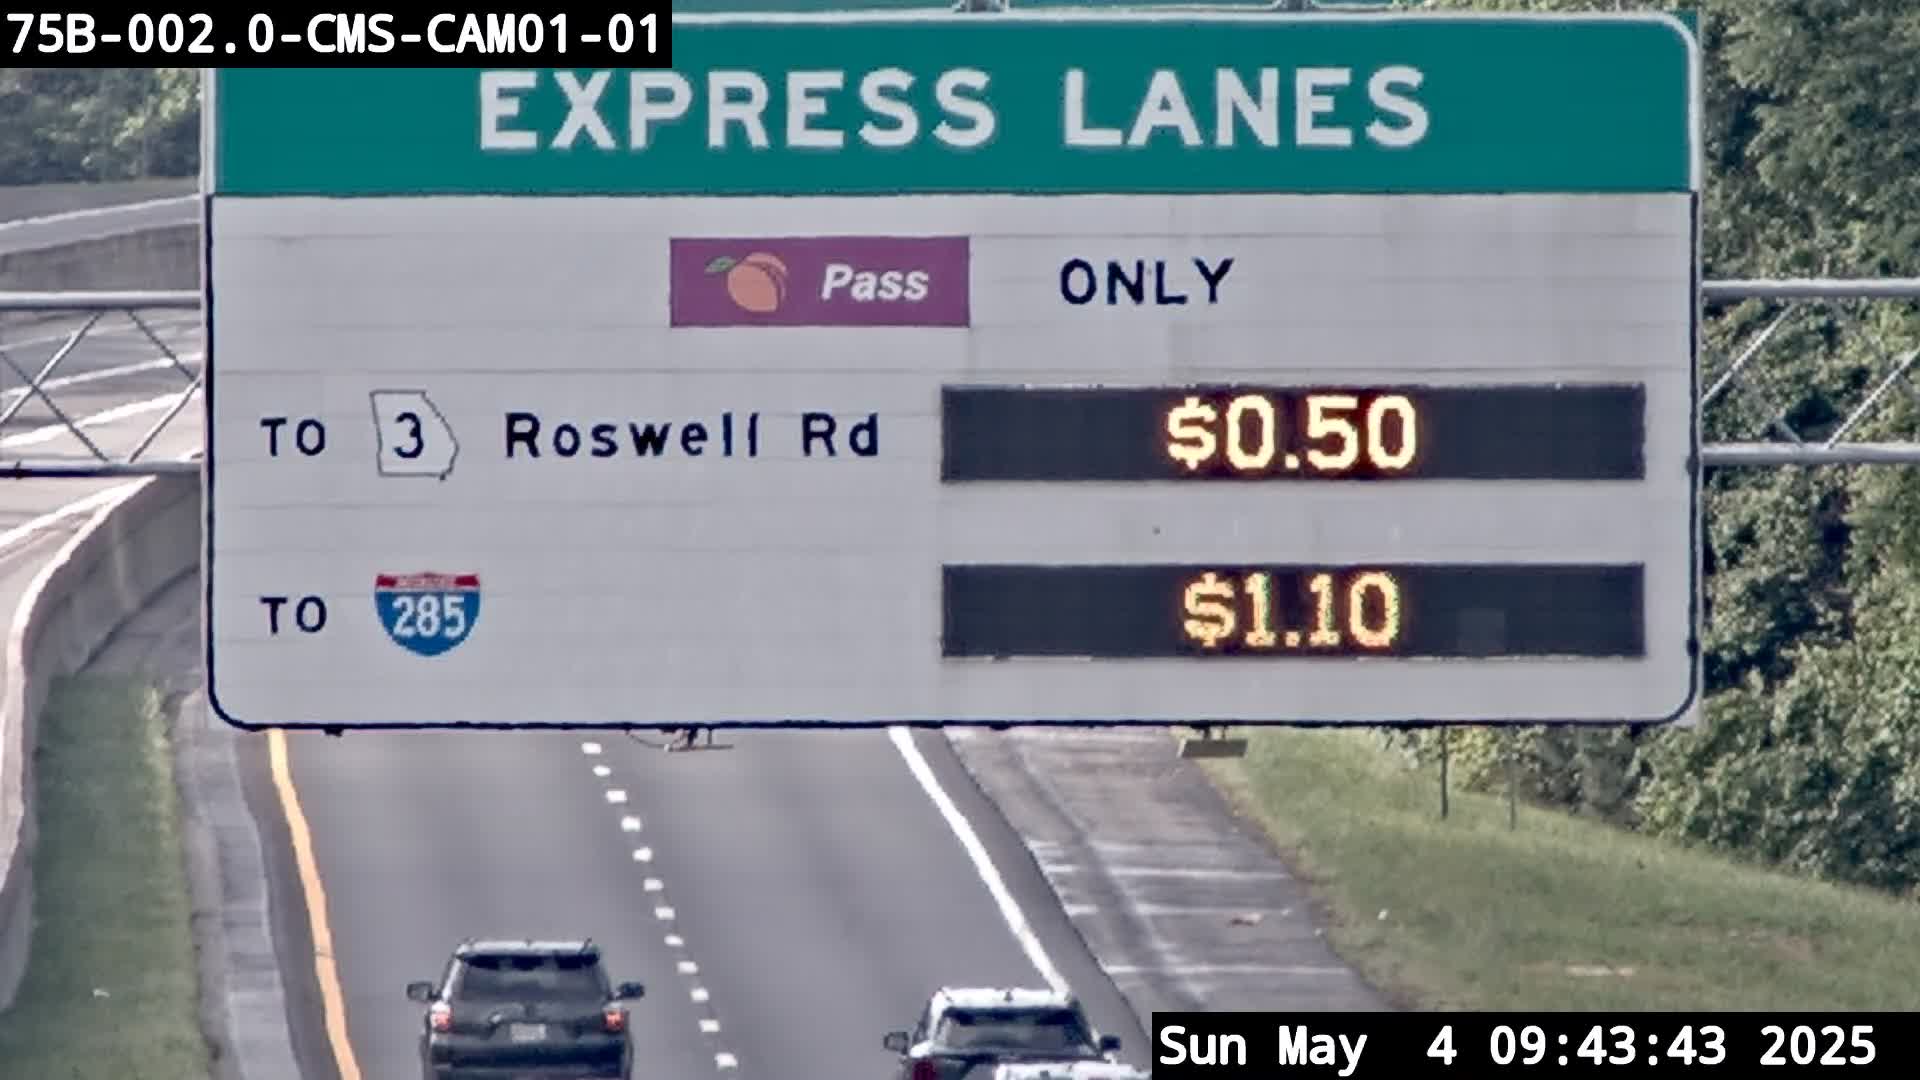 75B-002.0-CMS-CAM01-01
EXPRESS LANES
Pass ONLY
TO 3 Roswell Rd $0.50
TO 285 $1.10
Sun May 4 09:43:43 2025